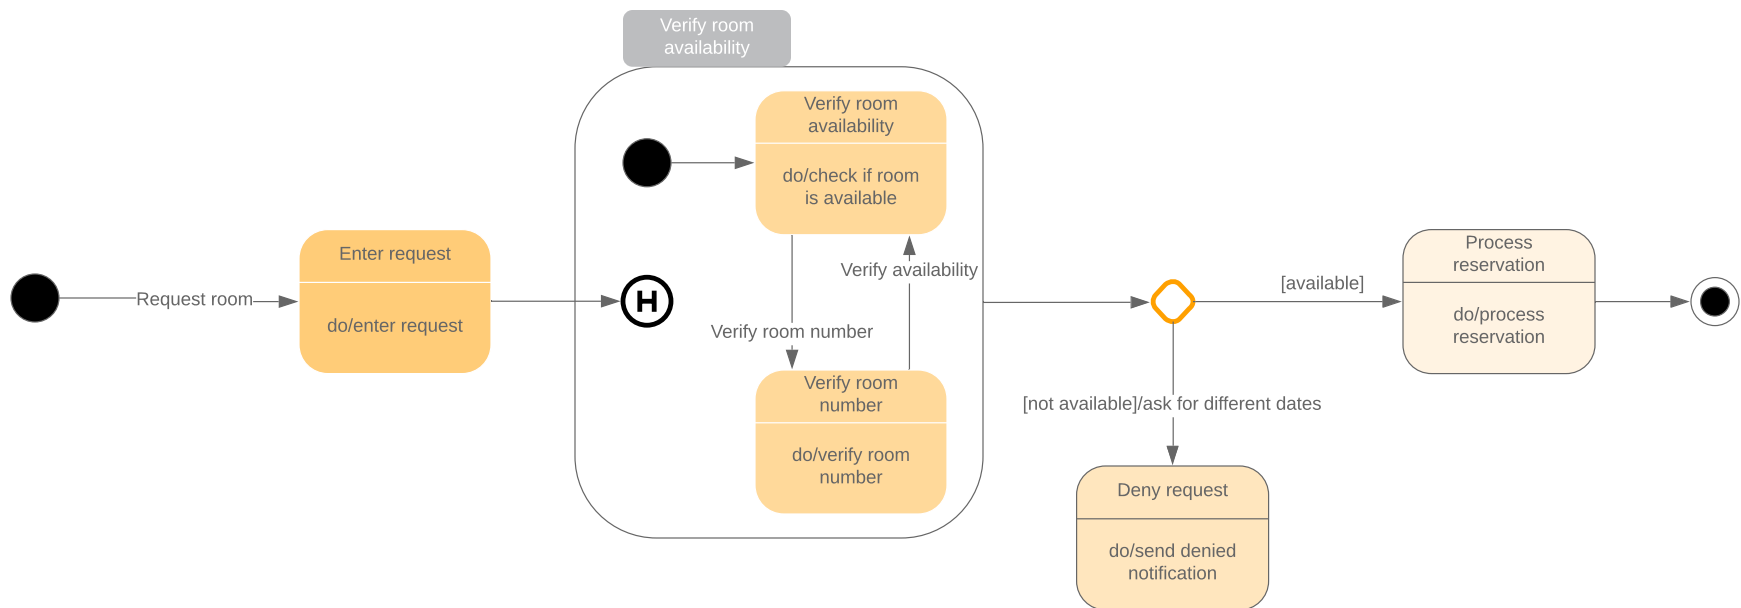 Verify room
availability
Verify room
availability
do/check if room
is available
Enter request
do/enter request
Request room
H
Verify availability
Verify room number
Verify room
number
do/verify room
number
[available]
Process
reservation
do/process
reservation
[not available]/ask for different dates
Deny request
do/send denied
notification